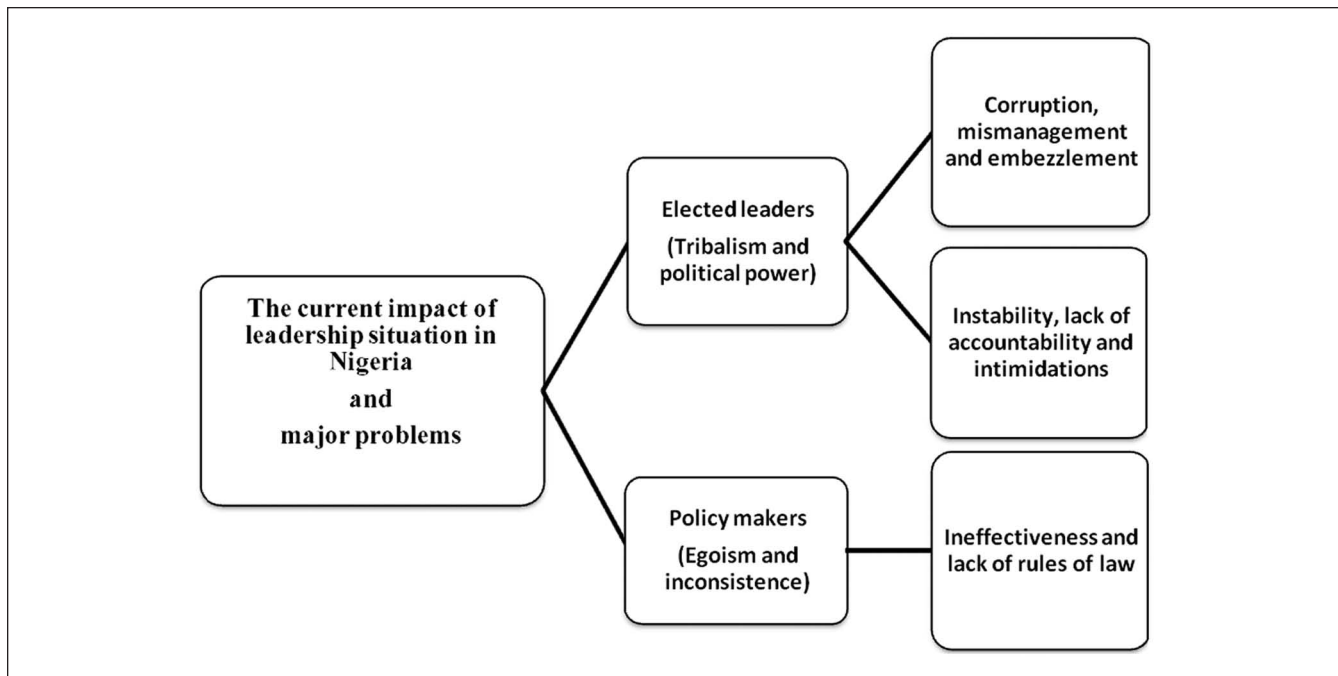 The current impact of
leadership situation in
Nigeria
and
major problems
Elected leaders
(Tribalism and
political power)
Policy makers
(Egoism and
inconsistence)
Corruption,
mismanagement
and embezzlement
Instability, lack of
accountability and
intimidations
Ineffectiveness and
lack of rules of law